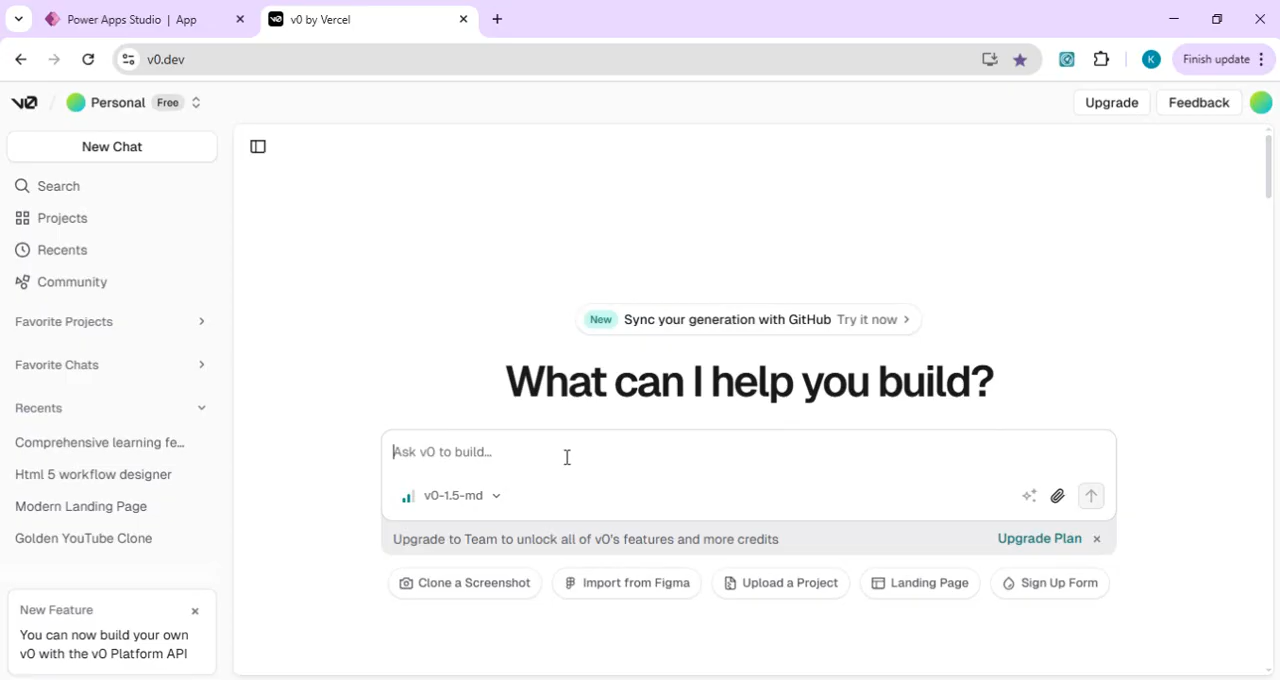 Power Apps Studio | App
v0 by Vercel
v0.dev
K
Finish update
v0
Personal Free
Upgrade
Feedback
New Chat
Search
Projects
Recents
Community
Favorite Projects
Favorite Chats
Recents
Comprehensive learning fe...
Html 5 workflow designer
Modern Landing Page
Golden YouTube Clone
New Feature
You can now build your own
v0 with the v0 Platform API
New Sync your generation with GitHub Try it now
What can I help you build?
Ask v0 to build...
v0-1.5-md
Upgrade to Team to unlock all of v0's features and more credits
Upgrade Plan
Clone a Screenshot
Import from Figma
Upload a Project
Landing Page
Sign Up Form